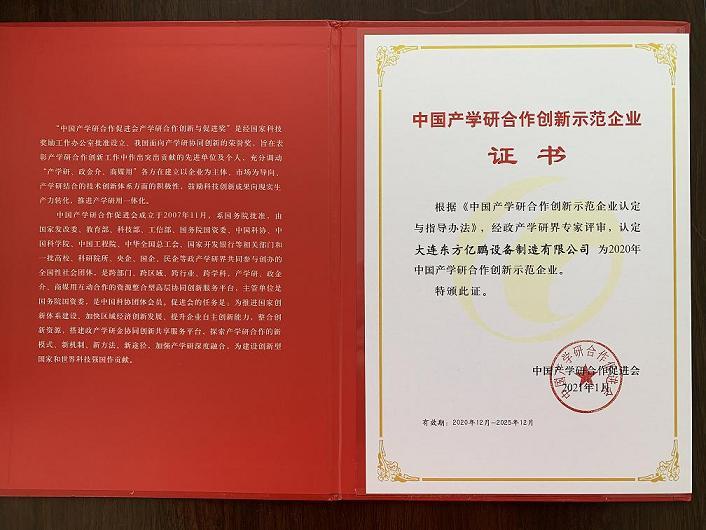 “中国产学研合作促进会产学研合作创新与促进奖”是经国家科技
奖励工作办公室批准设立、我国面向产学研协同创新的荣誉奖，旨在表
彰产学研合作创新工作中作出突出贡献的先进单位及个人，充分调动
“产学研、政金介、商媒用”各方在建立以企业为主体、市场为导向、
产学研结合的技术创新体系方面的积极性，鼓励科技创新成果向现实生
产力转化，推进产学研用一体化。
中国产学研合作促进会成立于2007年11月，系国务院批准，由
国家发改委、教育部、科技部、工信部、国务院国资委、中国科协、中
国科学院、中国工程院、中华全国总工会、国家开发银行等相关部门和
一批高校、科研院所、央企、国企、民企等政产学研界共同参与创办的
全国性社会团体。是跨部门、跨区域、跨行业、跨学科，产学研、政金
介、商媒用互动合作的资源整合型高层协同创新服务平台，主管单位是
国务院国资委，是中国科协团体会员。促进会的任务是：为推进国家创
新体系建设、加快区域经济创新发展、提升企业自主创新能力，整合创
新资源、搭建政产学研金协同创新共享服务平台，探索产学研合作的新
模式、新机制、新方法、新途径，加强产学研深度融合，为建设创新型
国家和世界科技强国作贡献。
中国产学研合作创新示范企业
证书
根据《中国产学研合作创新示范企业认定
与指导办法》，经政产学研界专家评审，认定
大连东方亿鹏设备制造有限公司 为2020年
中国产学研合作创新示范企业。
特颁此证。
中国产学研合作促进会
2021年1月
中国产学研合作促进会
有效期：2020年12月-2025年12月